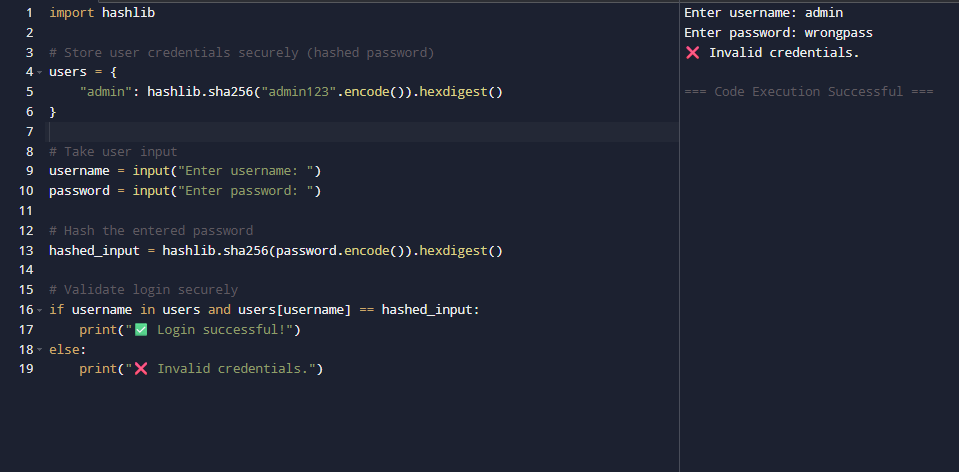 1 import hashlib
2
3 # Store user credentials securely (hashed password)
4 users = {
5     "admin": hashlib.sha256("admin123".encode()).hexdigest()
6 }
7
8 # Take user input
9 username = input("Enter username: ")
10 password = input("Enter password: ")
11
12 # Hash the entered password
13 hashed_input = hashlib.sha256(password.encode()).hexdigest()
14
15 # Validate login securely
16 if username in users and users[username] == hashed_input:
17     print("✅ Login successful!")
18 else:
19     print("❌ Invalid credentials.")
Enter username: admin
Enter password: wrongpass
❌ Invalid credentials.
=== Code Execution Successful ===